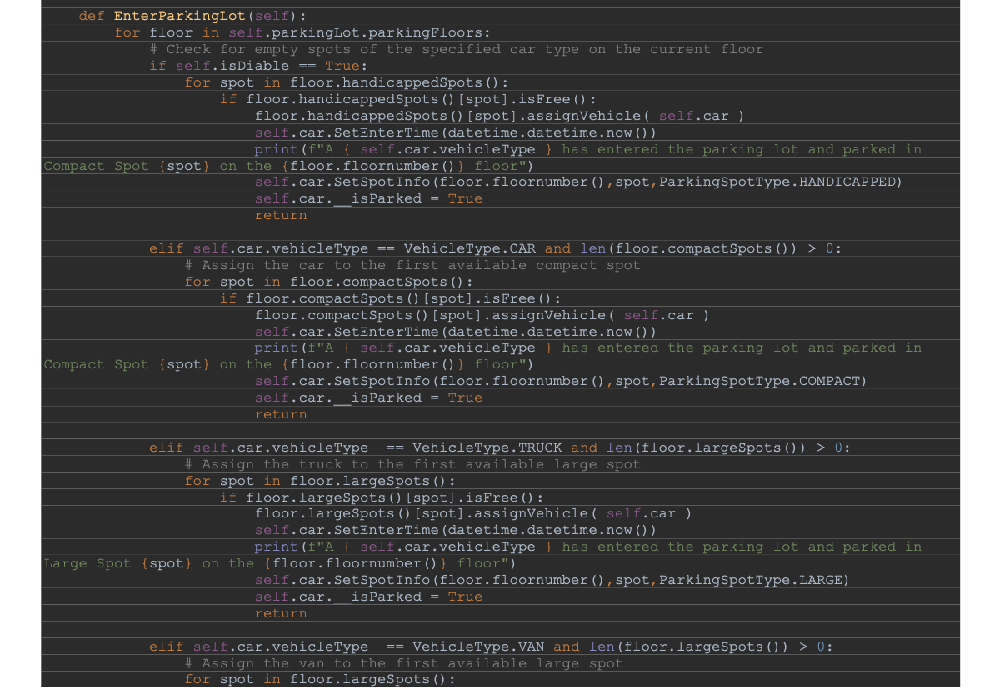 def EnterParkingLot(self):
for floor in self.parkingLot.parkingFloors:
# Check for empty spots of the specified car type on the current floor
if self.isDiable == True:
for spot in floor.handicappedSpots():
if floor.handicappedSpots()[spot].isFree():
floor.handicappedSpots()[spot].assignVehicle( self.car )
self.car.SetEnterTime(datetime.datetime.now())
print(f"A { self.car.vehicleType } has entered the parking lot and parked in
Compact Spot {spot} on the {floor.floornumber()} floor")
self.car.SetSpotInfo(floor.floornumber(),spot,ParkingSpotType.HANDICAPPED)
self.car.__isParked = True
return
elif self.car.vehicleType == VehicleType.CAR and len(floor.compactSpots()) > 0:
# Assign the car to the first available compact spot
for spot in floor.compactSpots():
if floor.compactSpots()[spot].isFree():
floor.compactSpots()[spot].assignVehicle( self.car )
self.car.SetEnterTime(datetime.datetime.now())
print(f"A { self.car.vehicleType } has entered the parking lot and parked in
Compact Spot {spot} on the {floor.floornumber()} floor")
self.car.SetSpotInfo(floor.floornumber(),spot,ParkingSpotType.COMPACT)
self.car.__isParked = True
return
elif self.car.vehicleType  == VehicleType.TRUCK and len(floor.largeSpots()) > 0:
# Assign the truck to the first available large spot
for spot in floor.largeSpots():
if floor.largeSpots()[spot].isFree():
floor.largeSpots()[spot].assignVehicle( self.car )
self.car.SetEnterTime(datetime.datetime.now())
print(f"A { self.car.vehicleType } has entered the parking lot and parked in
Large Spot {spot} on the {floor.floornumber()} floor")
self.car.SetSpotInfo(floor.floornumber(),spot,ParkingSpotType.LARGE)
self.car.__isParked = True
return
elif self.car.vehicleType  == VehicleType.VAN and len(floor.largeSpots()) > 0:
# Assign the van to the first available large spot
for spot in floor.largeSpots():